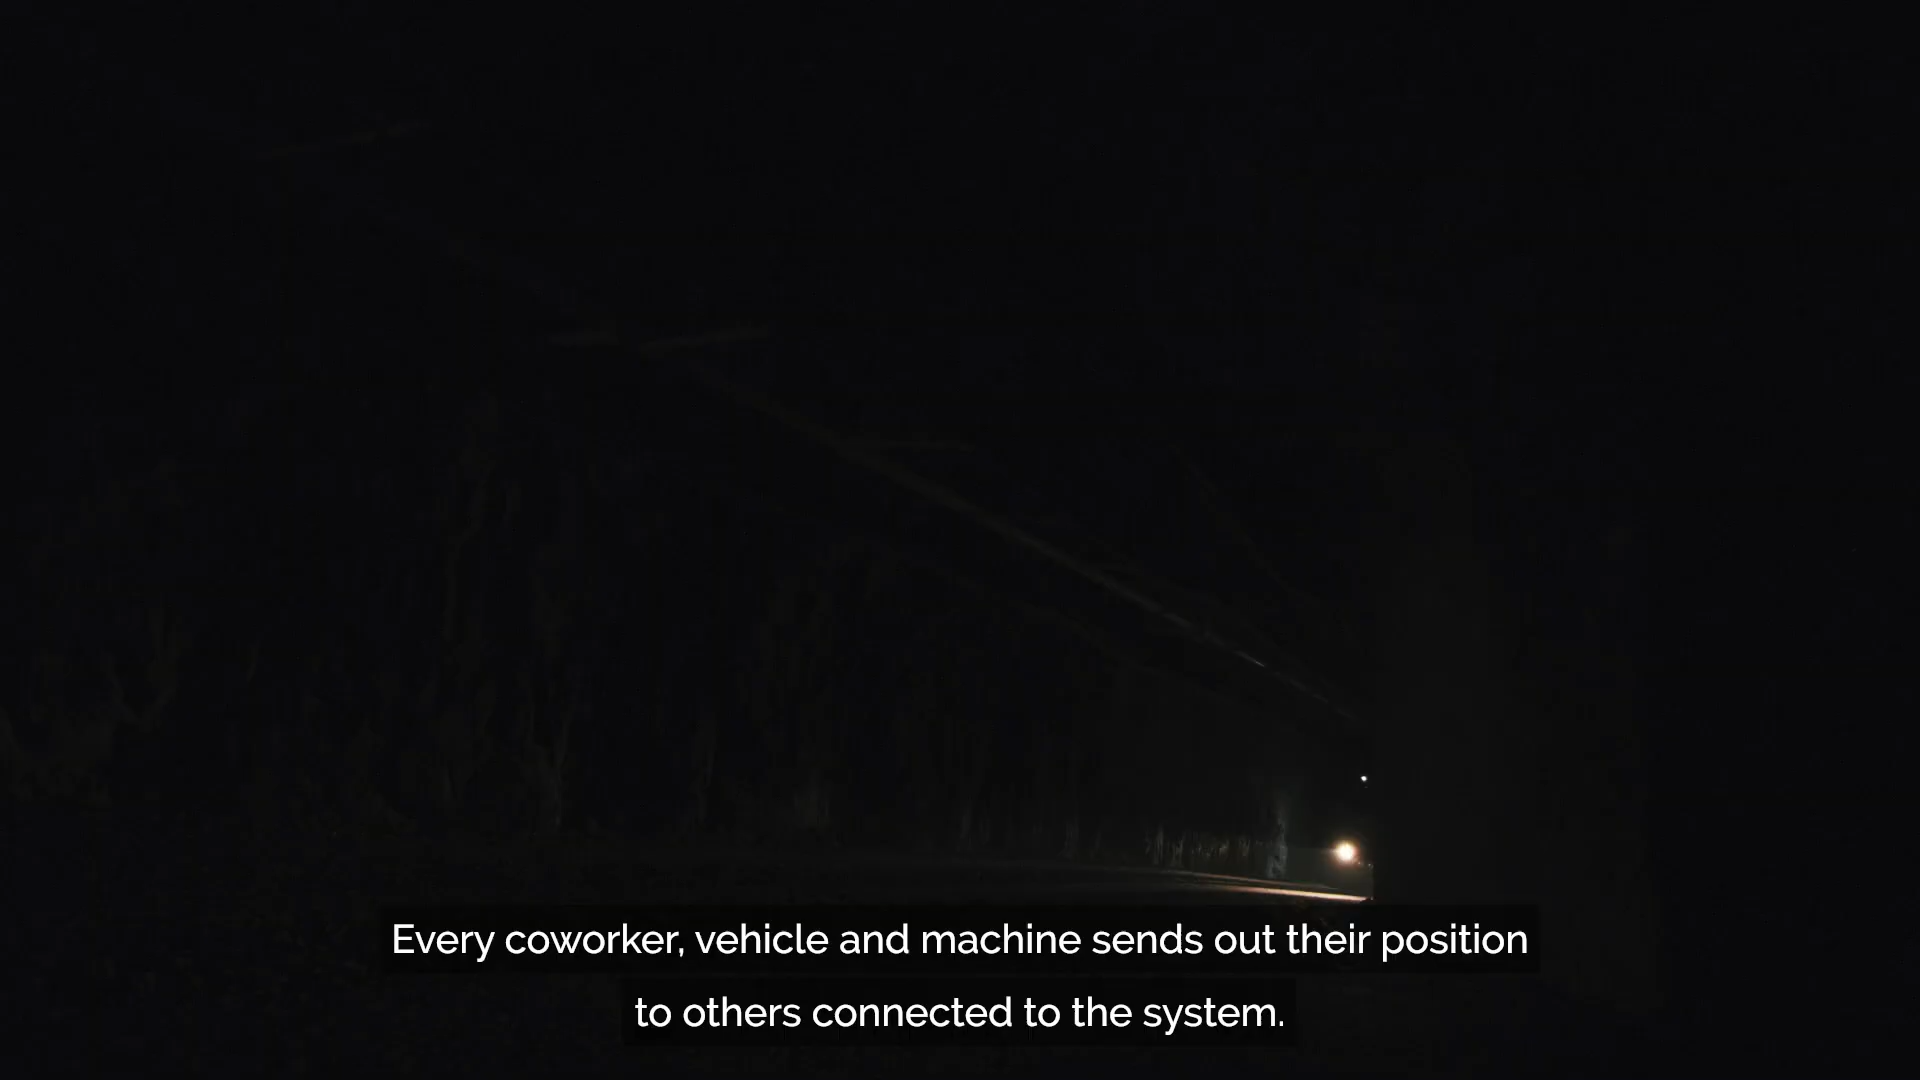 Every coworker, vehicle and machine sends out their position
to others connected to the system.